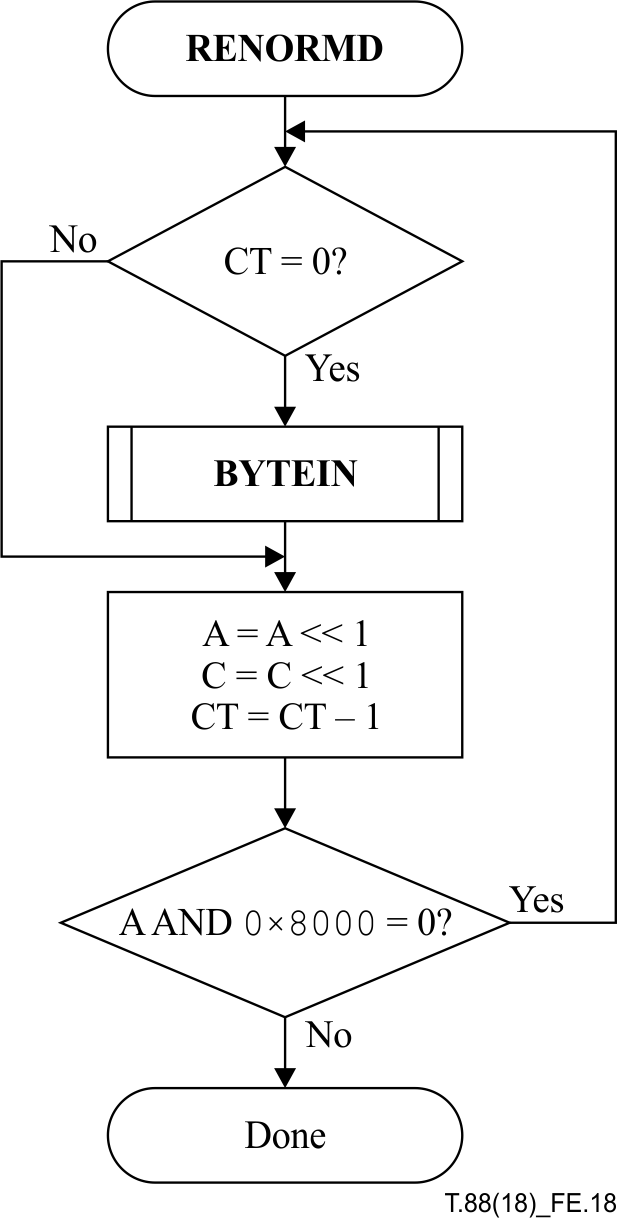 RENORMD
No
CT = 0?
Yes
BYTEIN
A = A << 1
C = C << 1
CT = CT – 1
A AND 0×8000 = 0?
Yes
No
Done
T.88(18)_FE.18